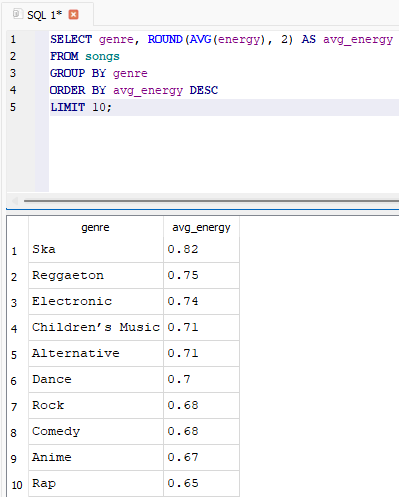 SQL 1*
1 SELECT genre, ROUND(AVG(energy), 2) AS avg_energy
2 FROM songs
3 GROUP BY genre
4 ORDER BY avg_energy DESC
5 LIMIT 10;
genre avg_energy
1 Ska 0.82
2 Reggaeton 0.75
3 Electronic 0.74
4 Children’s Music 0.71
5 Alternative 0.71
6 Dance 0.7
7 Rock 0.68
8 Comedy 0.68
9 Anime 0.67
10 Rap 0.65